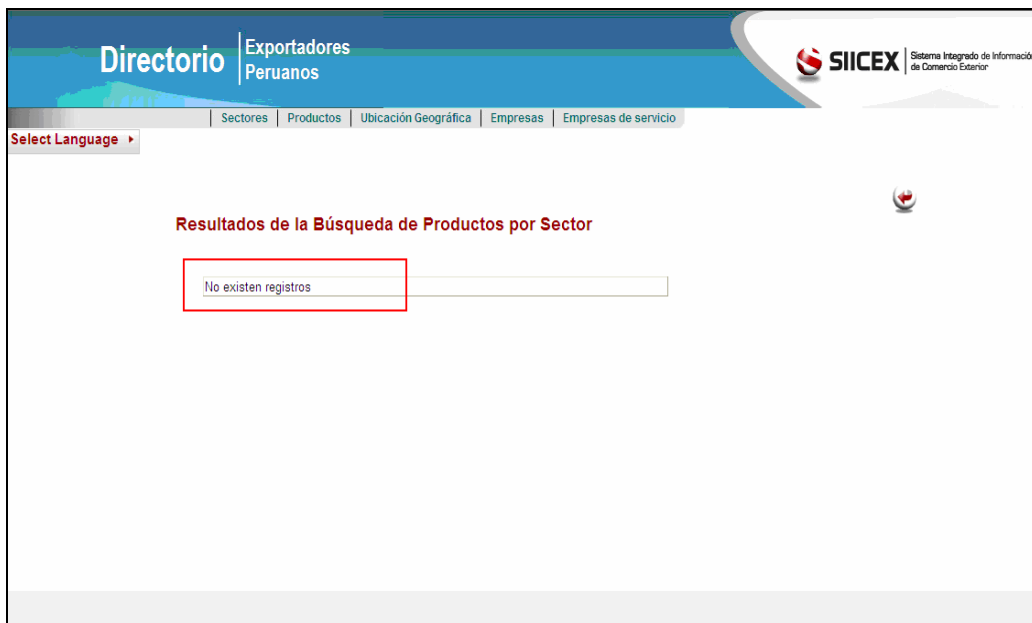 Directorio
Exportadores
Peruanos
SIICEX
Sistema Integrado de Información
de Comercio Exterior
Sectores Productos Ubicación Geográfica Empresas Empresas de servicio
Select Language
Resultados de la Búsqueda de Productos por Sector
No existen registros